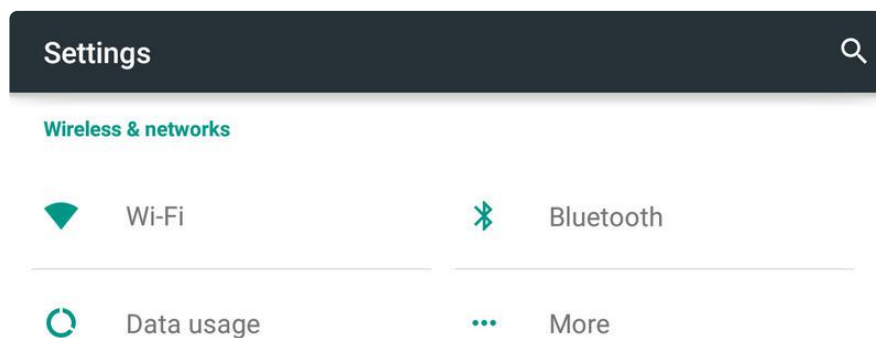 Settings
Wireless & networks
Wi-Fi
Bluetooth
Data usage
More